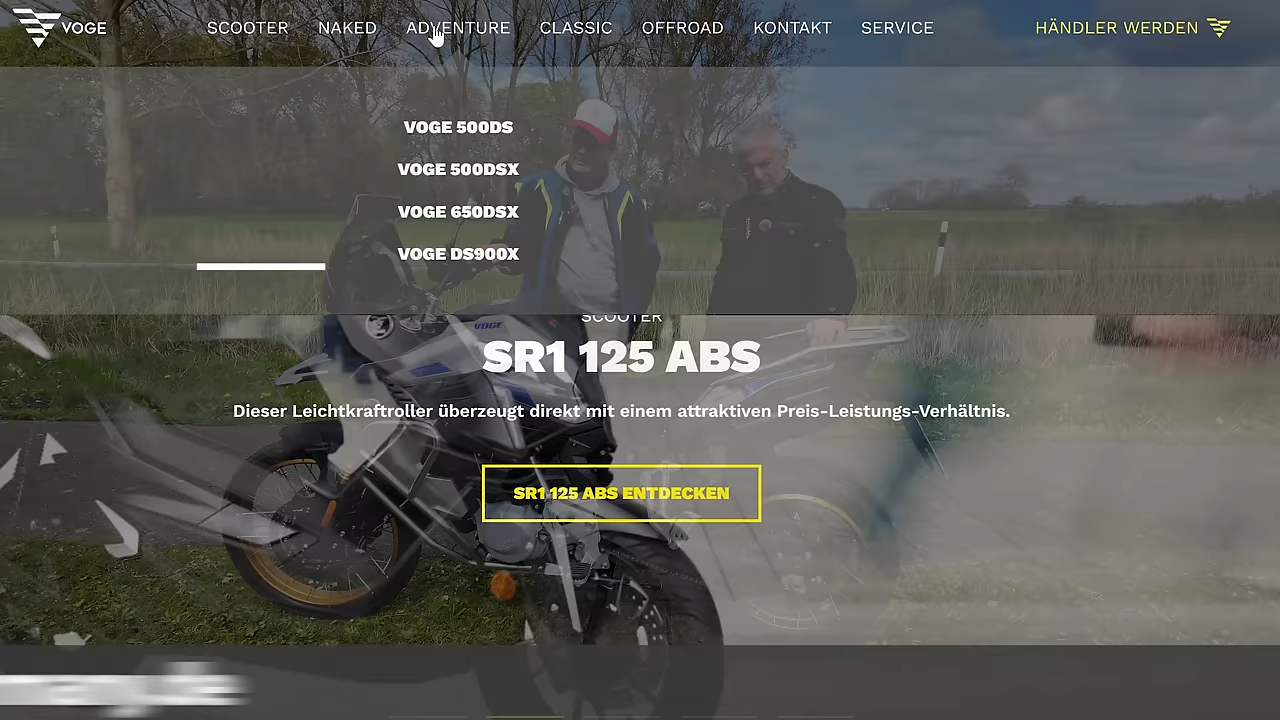 VOGE
SCOOTER NAKED ADVENTURE CLASSIC OFFROAD KONTAKT SERVICE HÄNDLER WERDEN
VOGE 500DS
VOGE 500DSX
VOGE 650DSX
VOGE DS900X
SCOOTER
VOGE
SR1 125 ABS
Dieser Leichtkraftroller überzeugt direkt mit einem attraktiven Preis-Leistungs-Verhältnis.
SR1 125 ABS ENTDECKEN